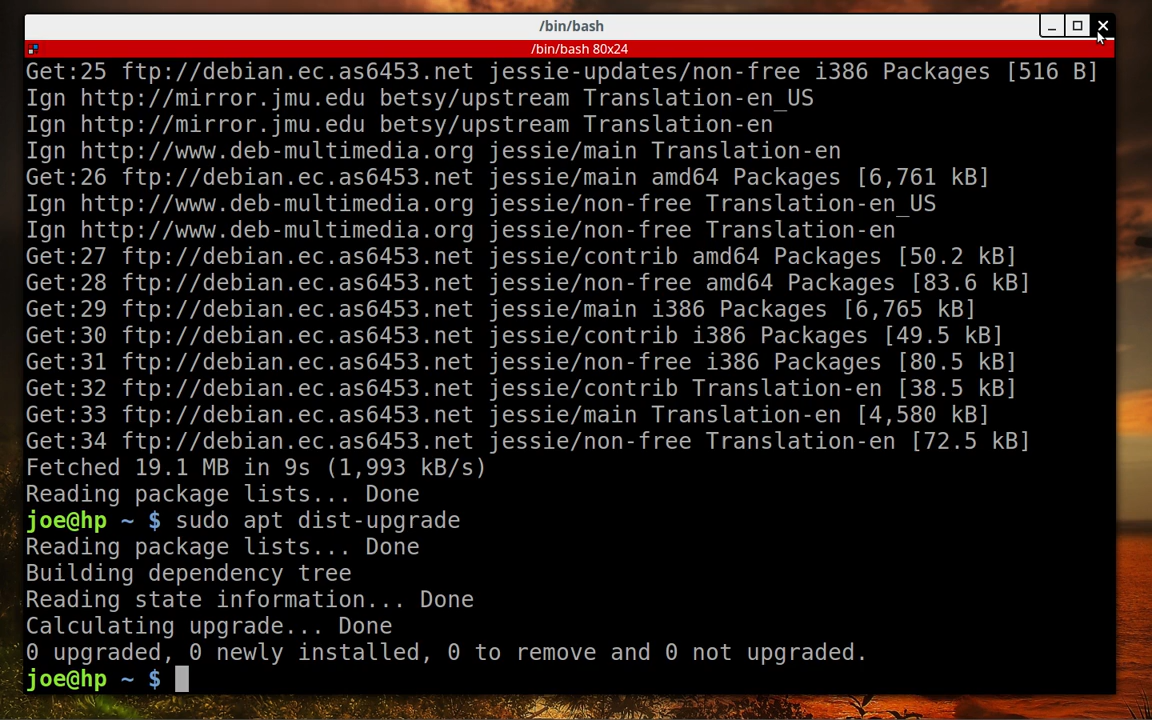 /bin/bash
/bin/bash 80x24
Get:25 ftp://debian.ec.as6453.net jessie-updates/non-free i386 Packages [516 B]
Ign http://mirror.jmu.edu betsy/upstream Translation-en_US
Ign http://mirror.jmu.edu betsy/upstream Translation-en
Ign http://www.deb-multimedia.org jessie/main Translation-en
Get:26 ftp://debian.ec.as6453.net jessie/main amd64 Packages [6,761 kB]
Ign http://www.deb-multimedia.org jessie/non-free Translation-en_US
Ign http://www.deb-multimedia.org jessie/non-free Translation-en
Get:27 ftp://debian.ec.as6453.net jessie/contrib amd64 Packages [50.2 kB]
Get:28 ftp://debian.ec.as6453.net jessie/non-free amd64 Packages [83.6 kB]
Get:29 ftp://debian.ec.as6453.net jessie/main i386 Packages [6,765 kB]
Get:30 ftp://debian.ec.as6453.net jessie/contrib i386 Packages [49.5 kB]
Get:31 ftp://debian.ec.as6453.net jessie/non-free i386 Packages [80.5 kB]
Get:32 ftp://debian.ec.as6453.net jessie/contrib Translation-en [38.5 kB]
Get:33 ftp://debian.ec.as6453.net jessie/main Translation-en [4,580 kB]
Get:34 ftp://debian.ec.as6453.net jessie/non-free Translation-en [72.5 kB]
Fetched 19.1 MB in 9s (1,993 kB/s)
Reading package lists... Done
joe@hp ~ $ sudo apt dist-upgrade
Reading package lists... Done
Building dependency tree
Reading state information... Done
Calculating upgrade... Done
0 upgraded, 0 newly installed, 0 to remove and 0 not upgraded.
joe@hp ~ $